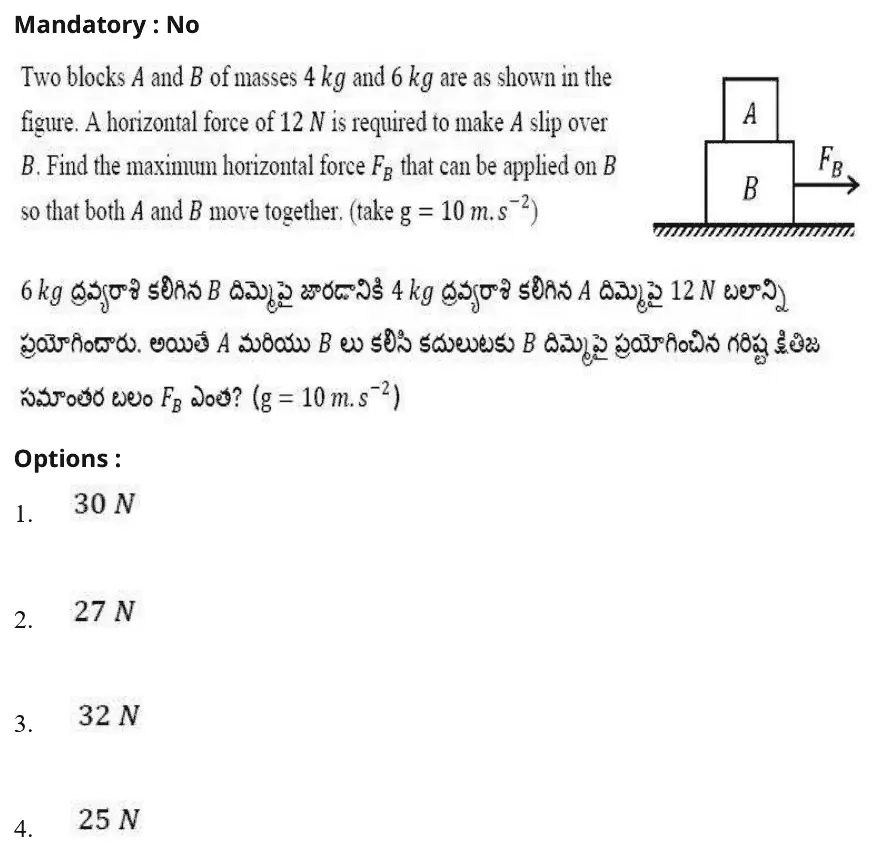 Mandatory : No
Two blocks A and B of masses 4 kg and 6 kg are as shown in the
figure. A horizontal force of 12 N is required to make A slip over
B. Find the maximum horizontal force F_B that can be applied on B
so that both A and B move together. (take g = 10 m.s⁻²)
A
B
F_B
6 kg ద్రవ్యరాశి కలిగిన B దిమ్మెపై జారడానికి 4 kg ద్రవ్యరాశి కలిగిన A దిమ్మెపై 12 N బలాన్ని
ప్రయోగించారు. అయితే A మరియు B లు కలిసి కదులుటకు B దిమ్మెపై ప్రయోగించిన గరిష్ట క్షితిజ
సమాంతర బలం F_B ఎంత? (g = 10 m.s⁻²)
Options :
1. 30 N
2. 27 N
3. 32 N
4. 25 N